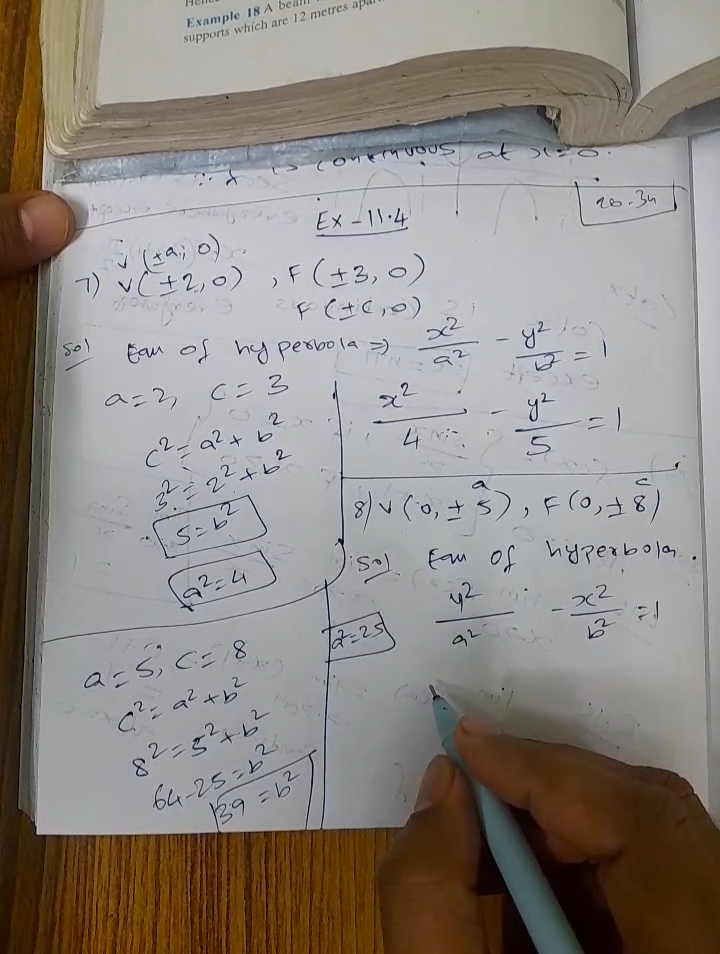 Example 18 A beam
supports which are 12 metres apar
is continuous at x=0.
Ex-11.4
V (±a, 0)
7) V(±2,0) , F(±3,0)
F(±c,0)
Sol Eqn of hyperbola ⇒ x²/a² - y²/b² = 1
a=2, c=3
c² = a² + b²
3² = 2² + b²
5 = b²
a² = 4
x²/4 - y²/5 = 1
a c
8) V(0,±5), F(0,±8)
Sol Eqn of hyperbola.
y²/a² - x²/b² = 1
a²=25
a=5, c=8
c² = a² + b²
8² = 5² + b²
64-25 = b²
39 = b²